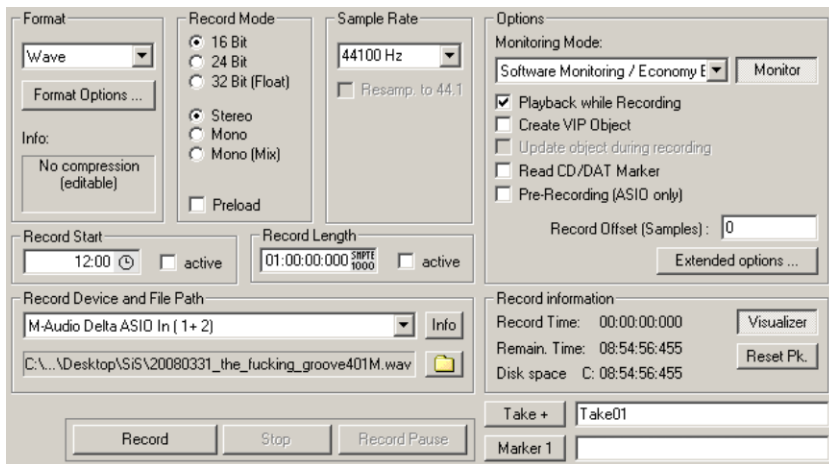 Format
Wave
Format Options ...
Info:
No compression
(editable)
Record Mode
16 Bit
24 Bit
32 Bit (Float)
Stereo
Mono
Mono (Mix)
Preload
Sample Rate
44100 Hz
Resamp. to 44.1
Options
Monitoring Mode:
Software Monitoring / Economy E
Monitor
Playback while Recording
Create VIP Object
Update object during recording
Read CD/DAT Marker
Pre-Recording (ASIO only)
Record Offset (Samples) : 0
Extended options ...
Record Start
12:00
active
Record Length
01:00:00:000 SMPTE 1000
active
Record Device and File Path
M-Audio Delta ASIO In ( 1+ 2)
Info
C:\...\Desktop\SiS\20080331_the_fucking_groove401M.wav
Record information
Record Time: 00:00:00:000
Remain. Time: 08:54:56:455
Disk space C: 08:54:56:455
Visualizer
Reset Pk.
Record
Stop
Record Pause
Take + Take01
Marker 1